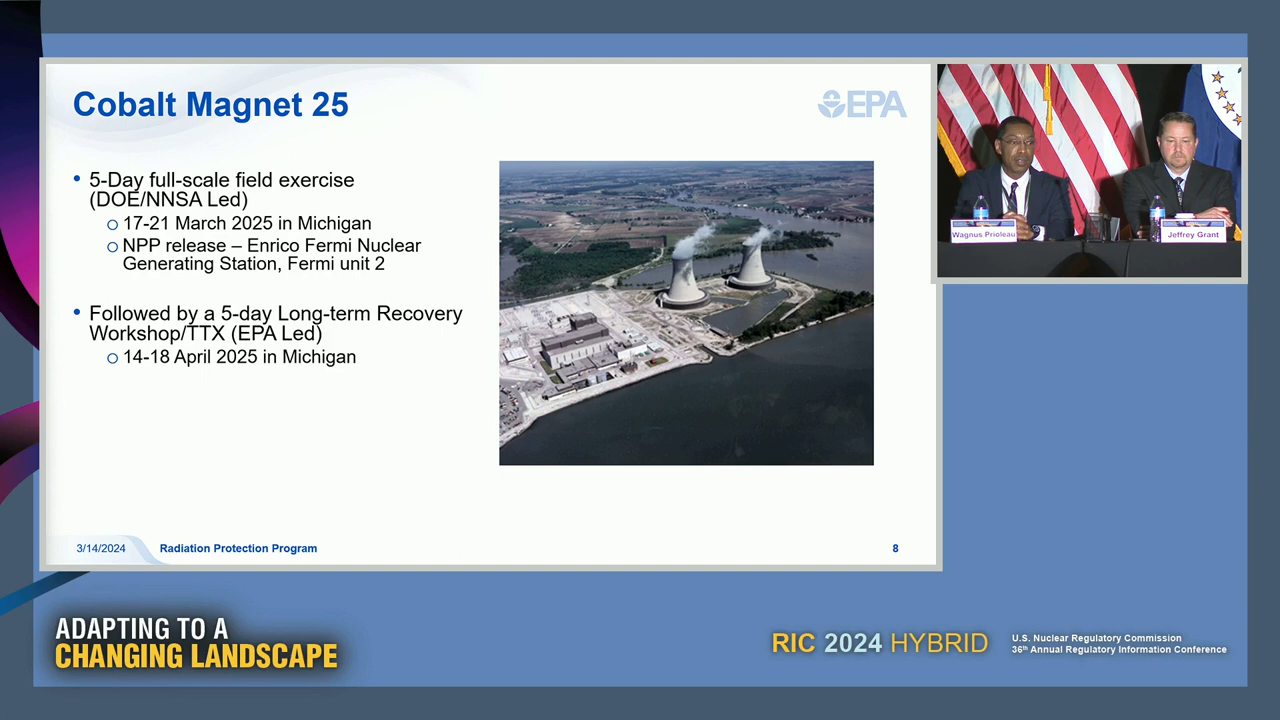 Cobalt Magnet 25
EPA
• 5-Day full-scale field exercise
(DOE/NNSA Led)
o 17-21 March 2025 in Michigan
o NPP release – Enrico Fermi Nuclear
Generating Station, Fermi unit 2
• Followed by a 5-day Long-term Recovery
Workshop/TTX (EPA Led)
o 14-18 April 2025 in Michigan
3/14/2024 Radiation Protection Program 8
Wagnus Prioleau
Jeffrey Grant
ADAPTING TO A
CHANGING LANDSCAPE
RIC 2024 HYBRID
U.S. Nuclear Regulatory Commission
36th Annual Regulatory Information Conference